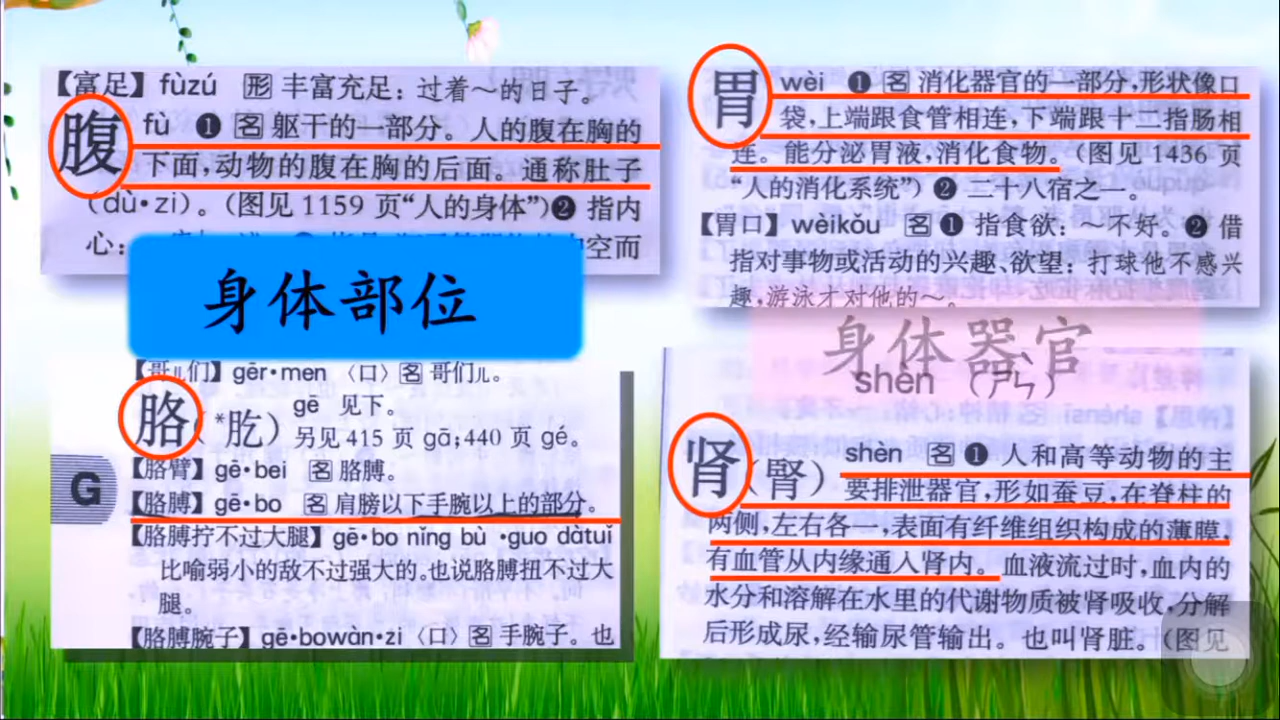 【富足】fùzú 形 丰富充足：过着～的日子。
腹 fù ❶ 名 躯干的一部分。人的腹在胸的
下面，动物的腹在胸的后面。通称肚子
（dù·zi）。（图见 1159 页“人的身体”）❷ 指内
心：
空而
身体部位
【哥儿们】gēr·men 〈口〉名 哥们儿。
胳（*肐） gē 见下。
另见 415 页 gā；440 页 gé。
G
【胳臂】gē·bei 名 胳膊。
【胳膊】gē·bo 名 肩膀以下手腕以上的部分。
【胳膊拧不过大腿】gē·bo nǐng bù ·guo dàtuǐ
比喻弱小的敌不过强大的。也说胳膊扭不过大
腿。
【胳膊腕子】gē·bowàn·zi 〈口〉名 手腕子。也
胃 wèi ❶ 名 消化器官的一部分，形状像口
袋，上端跟食管相连，下端跟十二指肠相
连。能分泌胃液，消化食物。（图见 1436 页
“人的消化系统”）❷ 二十八宿之一。
【胃口】wèikǒu 名 ❶ 指食欲：～不好。❷ 借
指对事物或活动的兴趣、欲望：打球他不感兴
趣，游泳才对他的～。
身体器官
shèn （ㄕㄣˋ）
肾（腎） shèn 名 ❶ 人和高等动物的主
要排泄器官，形如蚕豆，在脊柱的
两侧，左右各一，表面有纤维组织构成的薄膜，
有血管从内缘通入肾内。血液流过时，血内的
水分和溶解在水里的代谢物质被肾吸收，分解
后形成尿，经输尿管输出。也叫肾脏。（图见